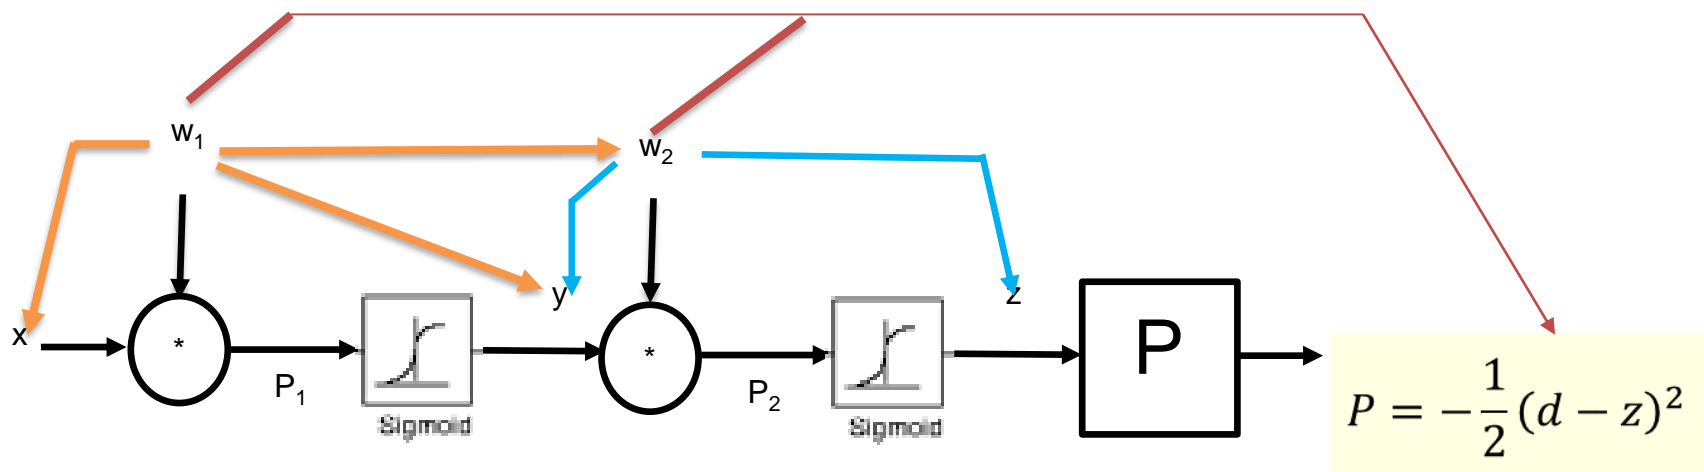 w₁
w₂
x
*
P₁
Sigmoid
y
*
P₂
Sigmoid
z
P
P = −½(d − z)²